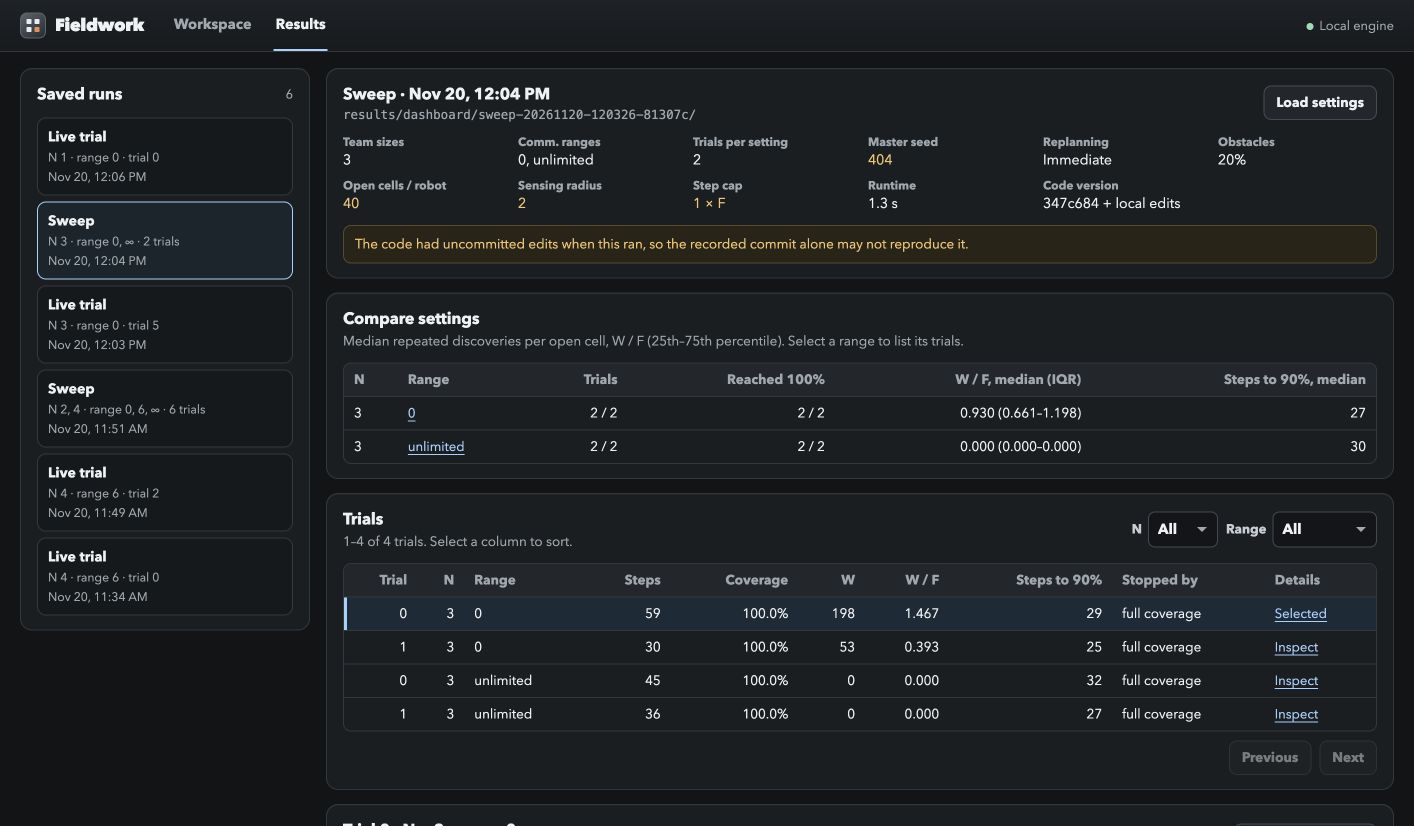 Fieldwork Workspace Results Local engine
Saved runs 6
Live trial
N 1 · range 0 · trial 0
Nov 20, 12:06 PM
Sweep
N 3 · range 0, ∞ · 2 trials
Nov 20, 12:04 PM
Live trial
N 3 · range 0 · trial 5
Nov 20, 12:03 PM
Sweep
N 2, 4 · range 0, 6, ∞ · 6 trials
Nov 20, 11:51 AM
Live trial
N 4 · range 6 · trial 2
Nov 20, 11:49 AM
Live trial
N 4 · range 6 · trial 0
Nov 20, 11:34 AM
Sweep · Nov 20, 12:04 PM
results/dashboard/sweep-20261120-120326-81307c/
Load settings
Team sizes Comm. ranges Trials per setting Master seed Replanning Obstacles
3 0, unlimited 2 404 Immediate 20%
Open cells / robot Sensing radius Step cap Runtime Code version
40 2 1 × F 1.3 s 347c684 + local edits
The code had uncommitted edits when this ran, so the recorded commit alone may not reproduce it.
Compare settings
Median repeated discoveries per open cell, W / F (25th–75th percentile). Select a range to list its trials.
N Range Trials Reached 100% W / F, median (IQR) Steps to 90%, median
3 0 2 / 2 2 / 2 0.930 (0.661–1.198) 27
3 unlimited 2 / 2 2 / 2 0.000 (0.000–0.000) 30
Trials
1–4 of 4 trials. Select a column to sort.
N All Range All
Trial N Range Steps Coverage W W / F Steps to 90% Stopped by Details
0 3 0 59 100.0% 198 1.467 29 full coverage Selected
1 3 0 30 100.0% 53 0.393 25 full coverage Inspect
0 3 unlimited 45 100.0% 0 0.000 32 full coverage Inspect
1 3 unlimited 36 100.0% 0 0.000 27 full coverage Inspect
Previous Next